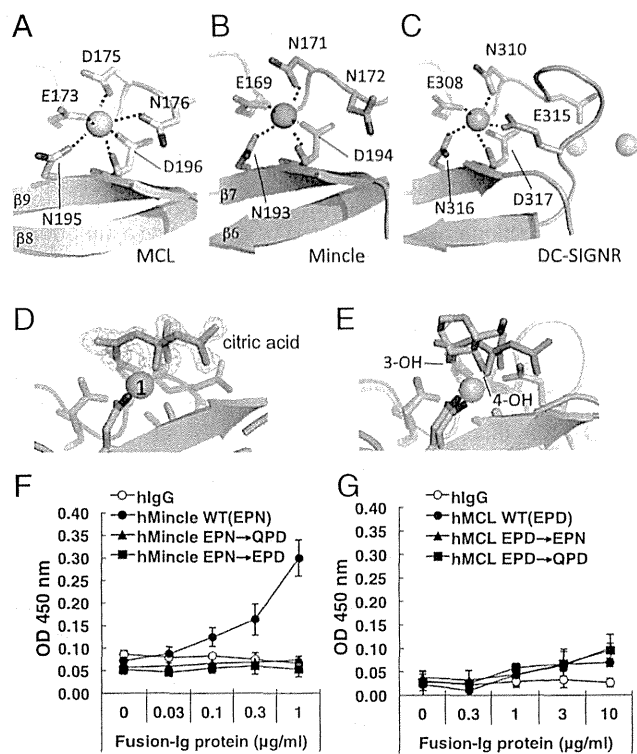 A
D175
E173
N176
D196
β9
N195
β8
MCL
B
N171
E169
N172
D194
β7
N193
β6
Mincle
C
N310
E308
E315
N316
D317
DC-SIGNR
D
citric acid
1
E
3-OH
4-OH
F
hIgG
hMincle WT(EPN)
hMincle EPN→QPD
hMincle EPN→EPD
OD 450 nm
0.40
0.35
0.30
0.25
0.20
0.15
0.10
0.05
0.00
0 0.03 0.1 0.3 1
Fusion-Ig protein (μg/ml)
G
hIgG
hMCL WT(EPD)
hMCL EPD→EPN
hMCL EPD→QPD
OD 450 nm
0.40
0.35
0.30
0.25
0.20
0.15
0.10
0.05
0.00
0 0.3 1 3 10
Fusion-Ig protein (μg/ml)